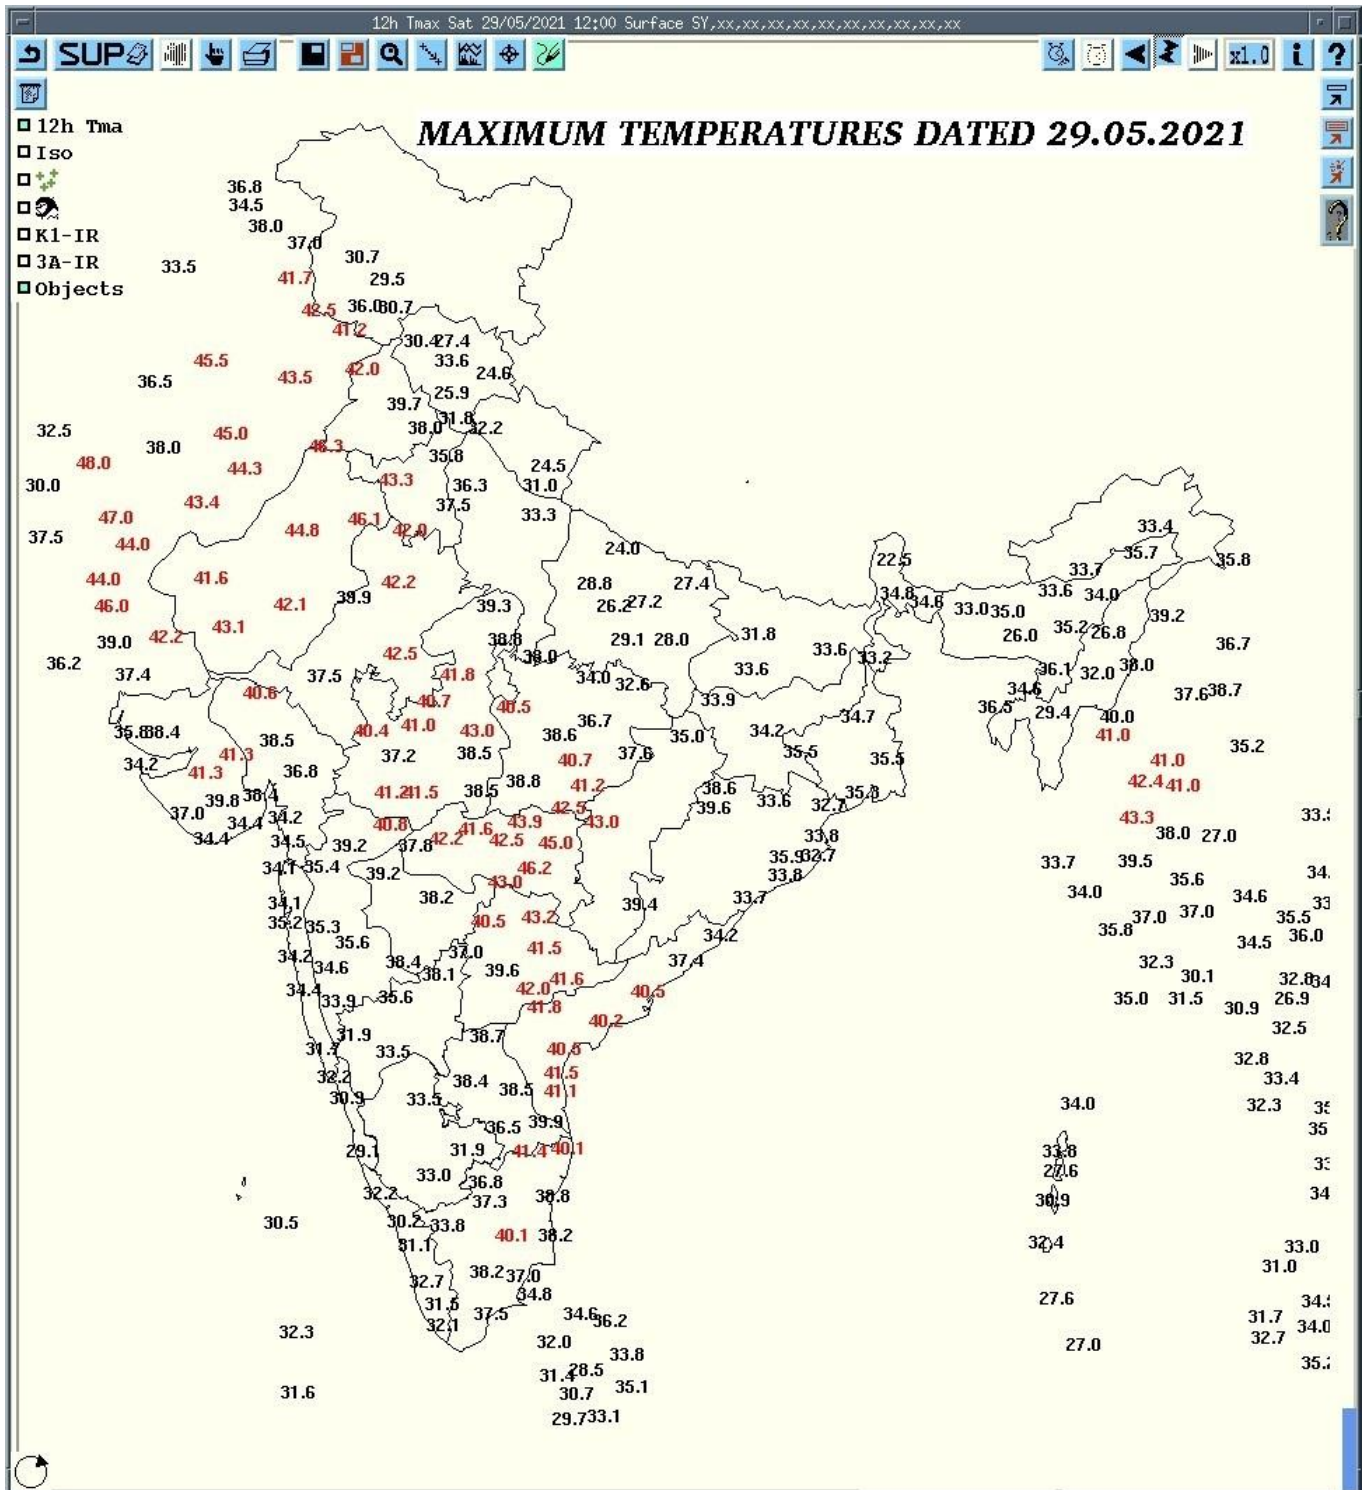 12h Tmax Sat 29/05/2021 12:00 Surface SY,xx,xx,xx,xx,xx,xx,xx,xx,xx,xx
SUP x1.0 i ?
12h Tma
MAXIMUM TEMPERATURES DATED 29.05.2021
Iso
K1-IR
3A-IR
Objects
36.8
34.5
38.0
37.0
30.7
33.5
41.7 29.5
42.5 36.0 30.7
41.2
30.4 27.4
45.5 33.6
36.5 43.5 42.0 24.6
25.9
39.7
31.8
32.5 45.0 38.0 32.2
38.0
35.8
48.0 44.3 24.5
43.3
30.0 36.3 31.0
43.4 37.5
47.0 46.1 33.3
44.8 42.0 33.4
37.5 44.0 24.0 35.7
22.5 35.8
33.7
44.0 41.6 42.2 28.8 27.4
39.9 34.8 33.6 34.0
46.0 42.1 39.3 26.2 27.2 34.6 33.0 35.0
39.2
43.1 31.8 35.2 26.8
39.0 42.2 38.8 29.1 28.0 26.0 36.7
42.5 38.0 33.6 33.2
36.2 33.6 36.1 38.0
37.4 37.5 41.8 34.0 32.0
32.6 34.6
40.6 40.7 40.5 33.9 36.5 37.6 38.7
29.4 40.0
35.8 38.4 40.4 41.0 43.0 36.7 34.2 34.7
38.5 38.6 35.0 41.0
41.3 37.2 38.5 37.6 35.5 35.2
34.2 41.3 36.8 40.7 35.5 41.0
38.8 41.2 38.6 42.4 41.0
39.8 38.4 41.2 41.5 38.5 35.3
37.0 42.5 39.6 33.6 32.7
34.4 34.2 40.8 41.6 43.9 43.0 43.3
34.4 34.5 39.2 37.8 42.2 42.5 45.0 33.8 38.0 27.0
34.1 35.4 46.2 35.9 32.7 33.7 39.5
39.2 43.0 33.8 35.6
34.1 38.2 39.4 33.7 34.0 34.6
35.2 35.3 40.5 43.2 37.0 37.0 35.5
35.6 34.2 35.8 34.5 36.0
34.2 37.0 41.5
34.6 38.4 38.1 39.6 37.4 32.3
41.6 30.1 32.8
34.4 33.9 35.6 42.0 40.5 35.0 31.5 26.9
41.8 30.9
40.2 32.5
31.9 38.7
31.7 33.5 40.5 32.8
32.2 38.4 41.5 33.4
30.9 33.5 38.5 41.1 34.0 32.3
36.5 39.9
29.1 31.9 41.4 40.1 33.8
33.0 27.6
32.2 36.8 38.8
37.3 30.9
30.5 30.2 33.8
31.1 40.1 38.2 32.4 33.0
31.0
32.7 38.2 37.0
34.8 27.6
31.5 37.5 34.6 36.2 31.7
32.3 32.1 32.0 32.7
33.8 27.0
31.4 28.5
31.6 30.7 35.1
29.7 33.1